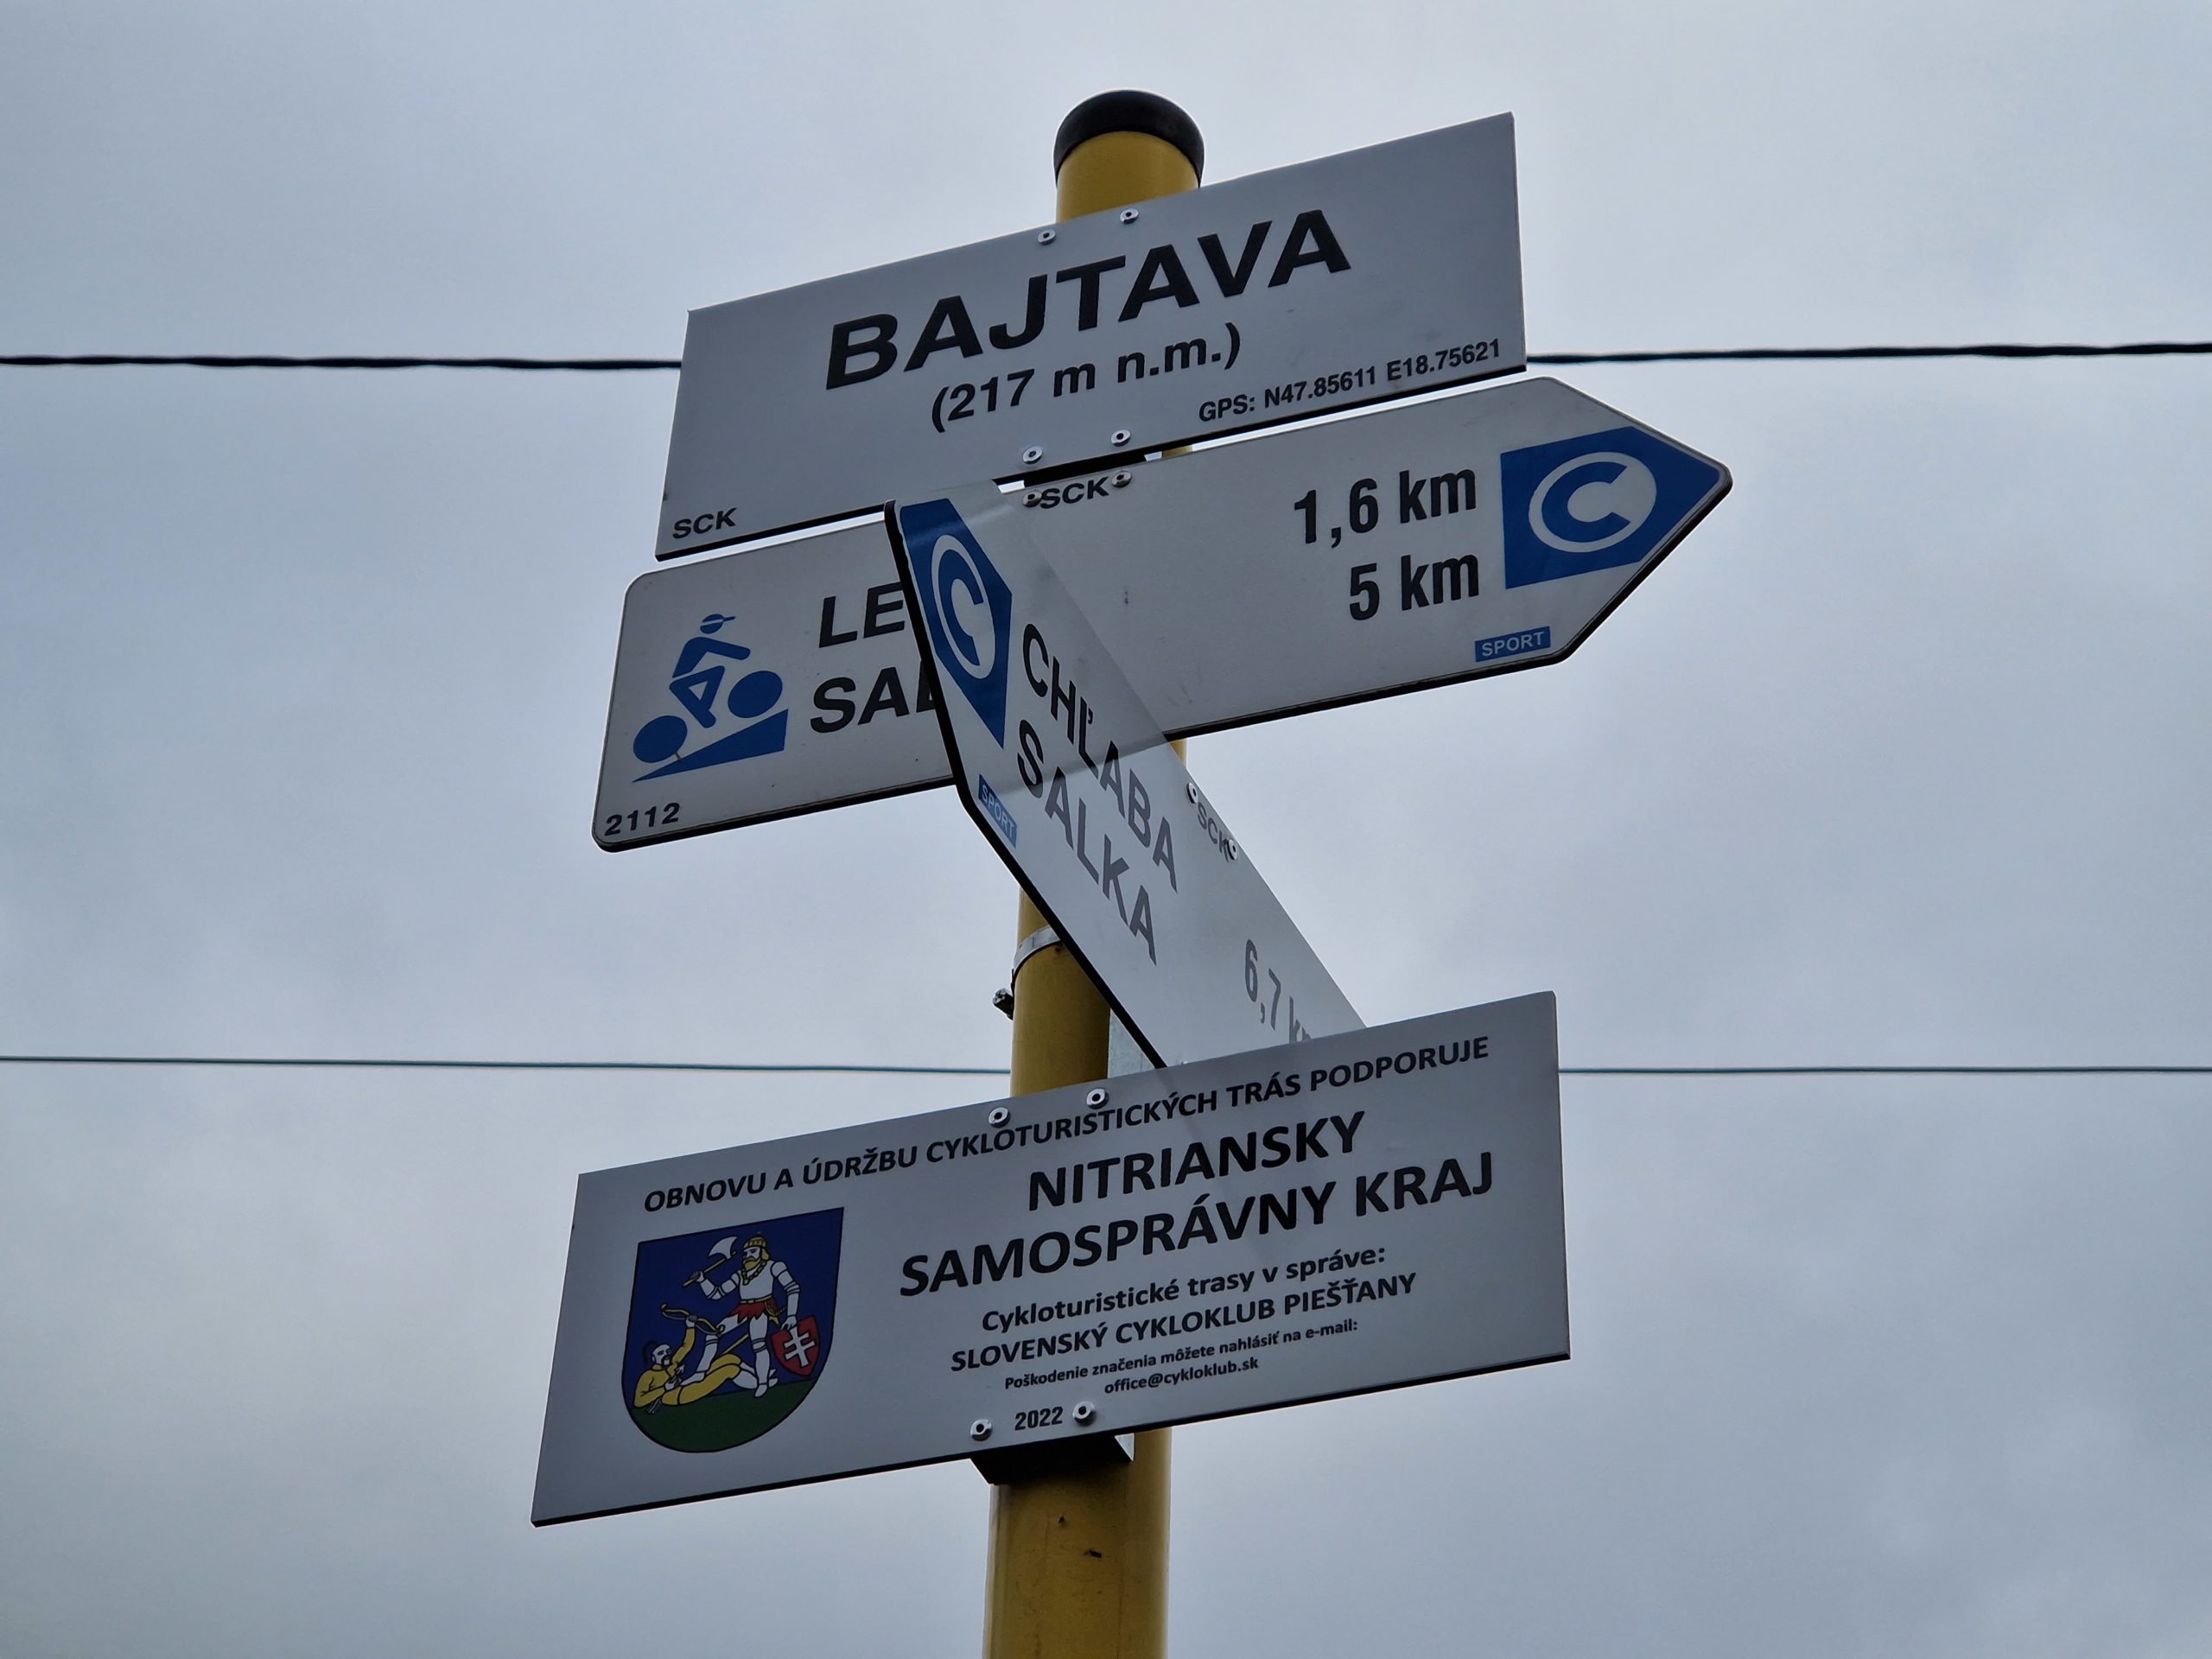 BAJTAVA
(217 m n.m.)
GPS: N47.85611 E18.75621
SCK
SCK
1,6 km
5 km
C
SPORT
2112
C
CHĽABA
SALKA 6,7
SPORT
SCK
OBNOVU A ÚDRŽBU CYKLOTURISTICKÝCH TRÁS PODPORUJE
NITRIANSKY
SAMOSPRÁVNY KRAJ
Cykloturistické trasy v správe:
SLOVENSKÝ CYKLOKLUB PIEŠŤANY
Poškodenie značenia môžete nahlásiť na e-mail:
office@cykloklub.sk
2022